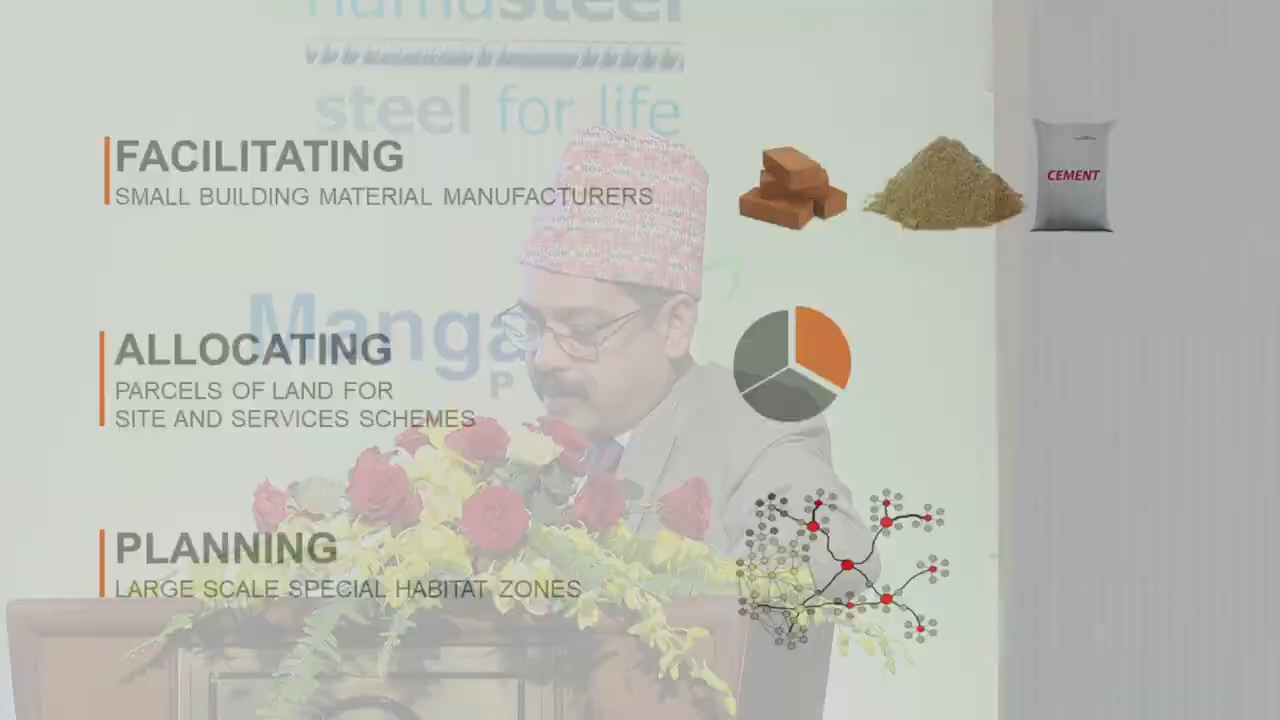 steel
steel for life
FACILITATING
SMALL BUILDING MATERIAL MANUFACTURERS
CEMENT
ALLOCATING
PARCELS OF LAND FOR
SITE AND SERVICES SCHEMES
PLANNING
LARGE SCALE SPECIAL HABITAT ZONES